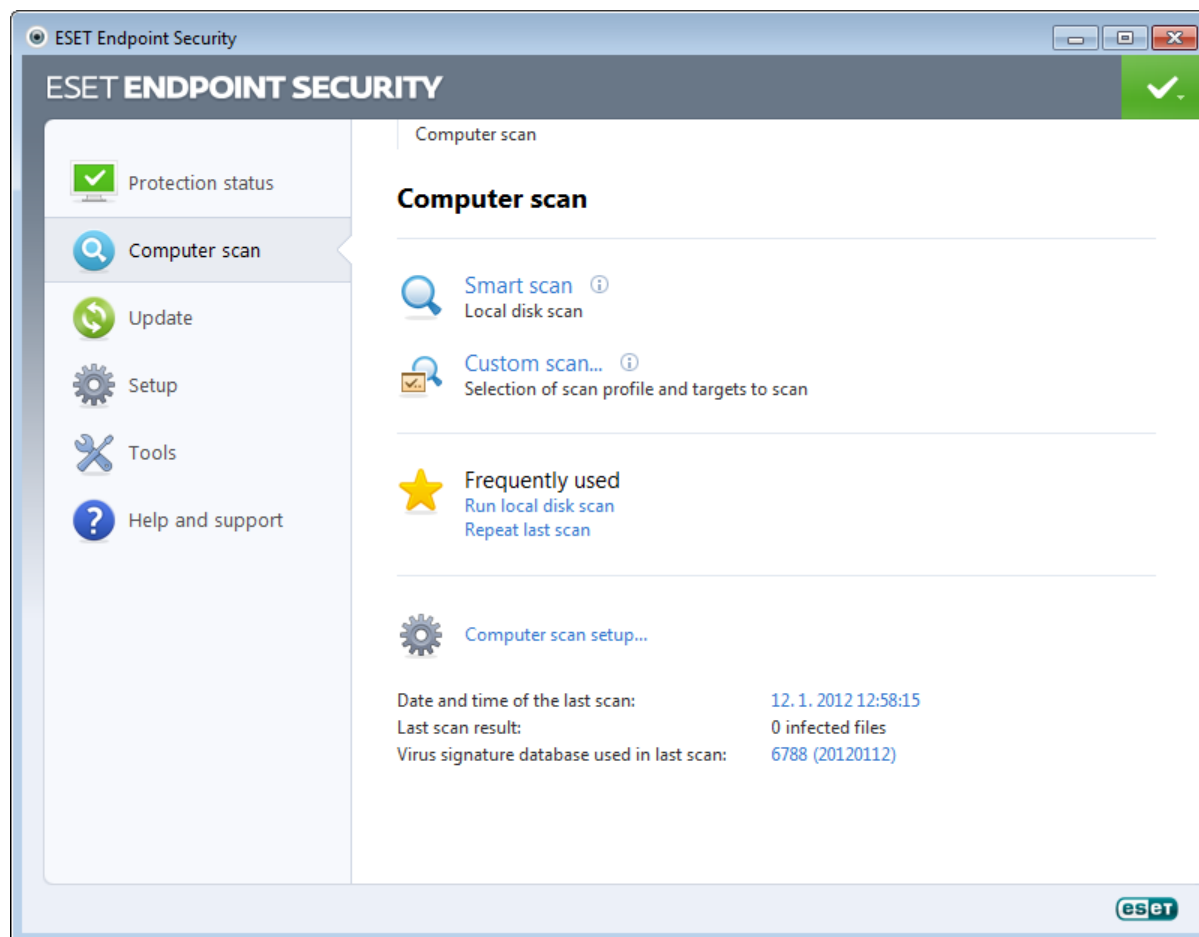 ESET Endpoint Security
ESET ENDPOINT SECURITY
Protection status
Computer scan
Update
Setup
Tools
Help and support
Computer scan
Computer scan
Smart scan
Local disk scan
Custom scan...
Selection of scan profile and targets to scan
Frequently used
Run local disk scan
Repeat last scan
Computer scan setup...
Date and time of the last scan: 12. 1. 2012 12:58:15
Last scan result: 0 infected files
Virus signature database used in last scan: 6788 (20120112)
eset